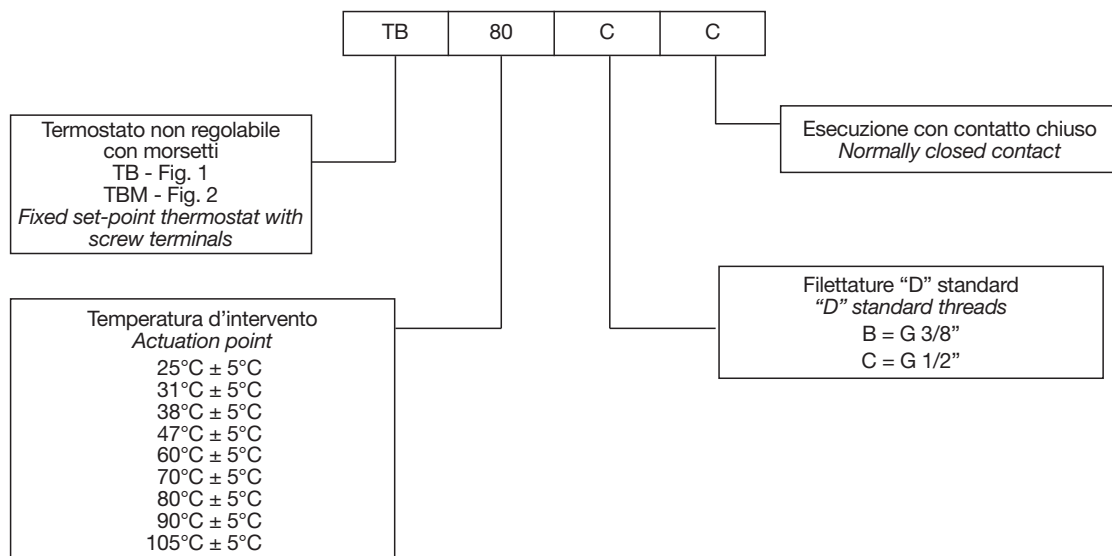 TB 80 C C
Termostato non regolabile
con morsetti
TB - Fig. 1
TBM - Fig. 2
Fixed set-point thermostat with
screw terminals
Esecuzione con contatto chiuso
Normally closed contact
Temperatura d’intervento
Actuation point
25°C ± 5°C
31°C ± 5°C
38°C ± 5°C
47°C ± 5°C
60°C ± 5°C
70°C ± 5°C
80°C ± 5°C
90°C ± 5°C
105°C ± 5°C
Filettature “D” standard
“D” standard threads
B = G 3/8”
C = G 1/2”